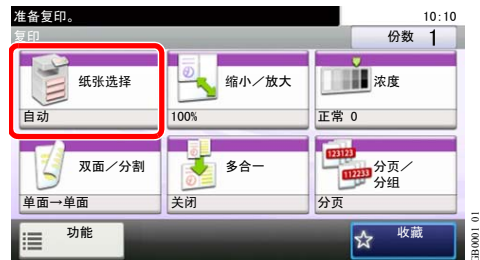 准备复印。
10:10
复印
份数 1
纸张选择
缩小／放大
浓度
自动
100%
正常 0
双面／分割
多合一
123123
112233
分页／
分组
单面→单面
关闭
分页
功能
收藏